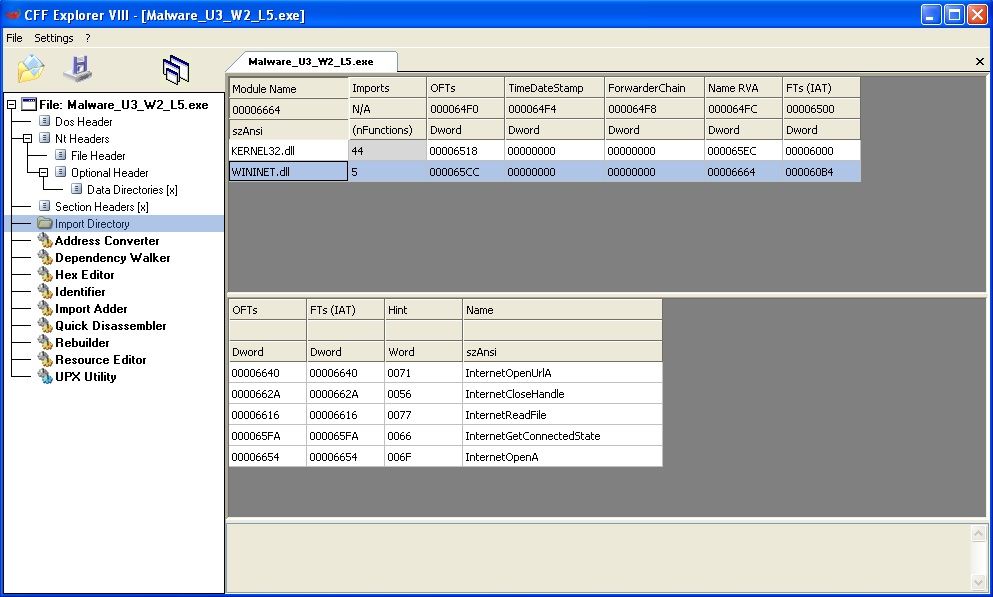 CFF Explorer VIII - [Malware_U3_W2_L5.exe]
File Settings ?
Malware_U3_W2_L5.exe
File: Malware_U3_W2_L5.exe
Dos Header
Nt Headers
File Header
Optional Header
Data Directories [x]
Section Headers [x]
Import Directory
Address Converter
Dependency Walker
Hex Editor
Identifier
Import Adder
Quick Disassembler
Rebuilder
Resource Editor
UPX Utility
Module Name Imports OFTs TimeDateStamp ForwarderChain Name RVA FTs (IAT)
00006664 N/A 000064F0 000064F4 000064F8 000064FC 00006500
szAnsi (nFunctions) Dword Dword Dword Dword Dword
KERNEL32.dll 44 00006518 00000000 00000000 000065EC 00006000
WININET.dll 5 000065CC 00000000 00000000 00006664 000060B4
OFTs FTs (IAT) Hint Name
Dword Dword Word szAnsi
00006640 00006640 0071 InternetOpenUrlA
0000662A 0000662A 0056 InternetCloseHandle
00006616 00006616 0077 InternetReadFile
000065FA 000065FA 0066 InternetGetConnectedState
00006654 00006654 006F InternetOpenA